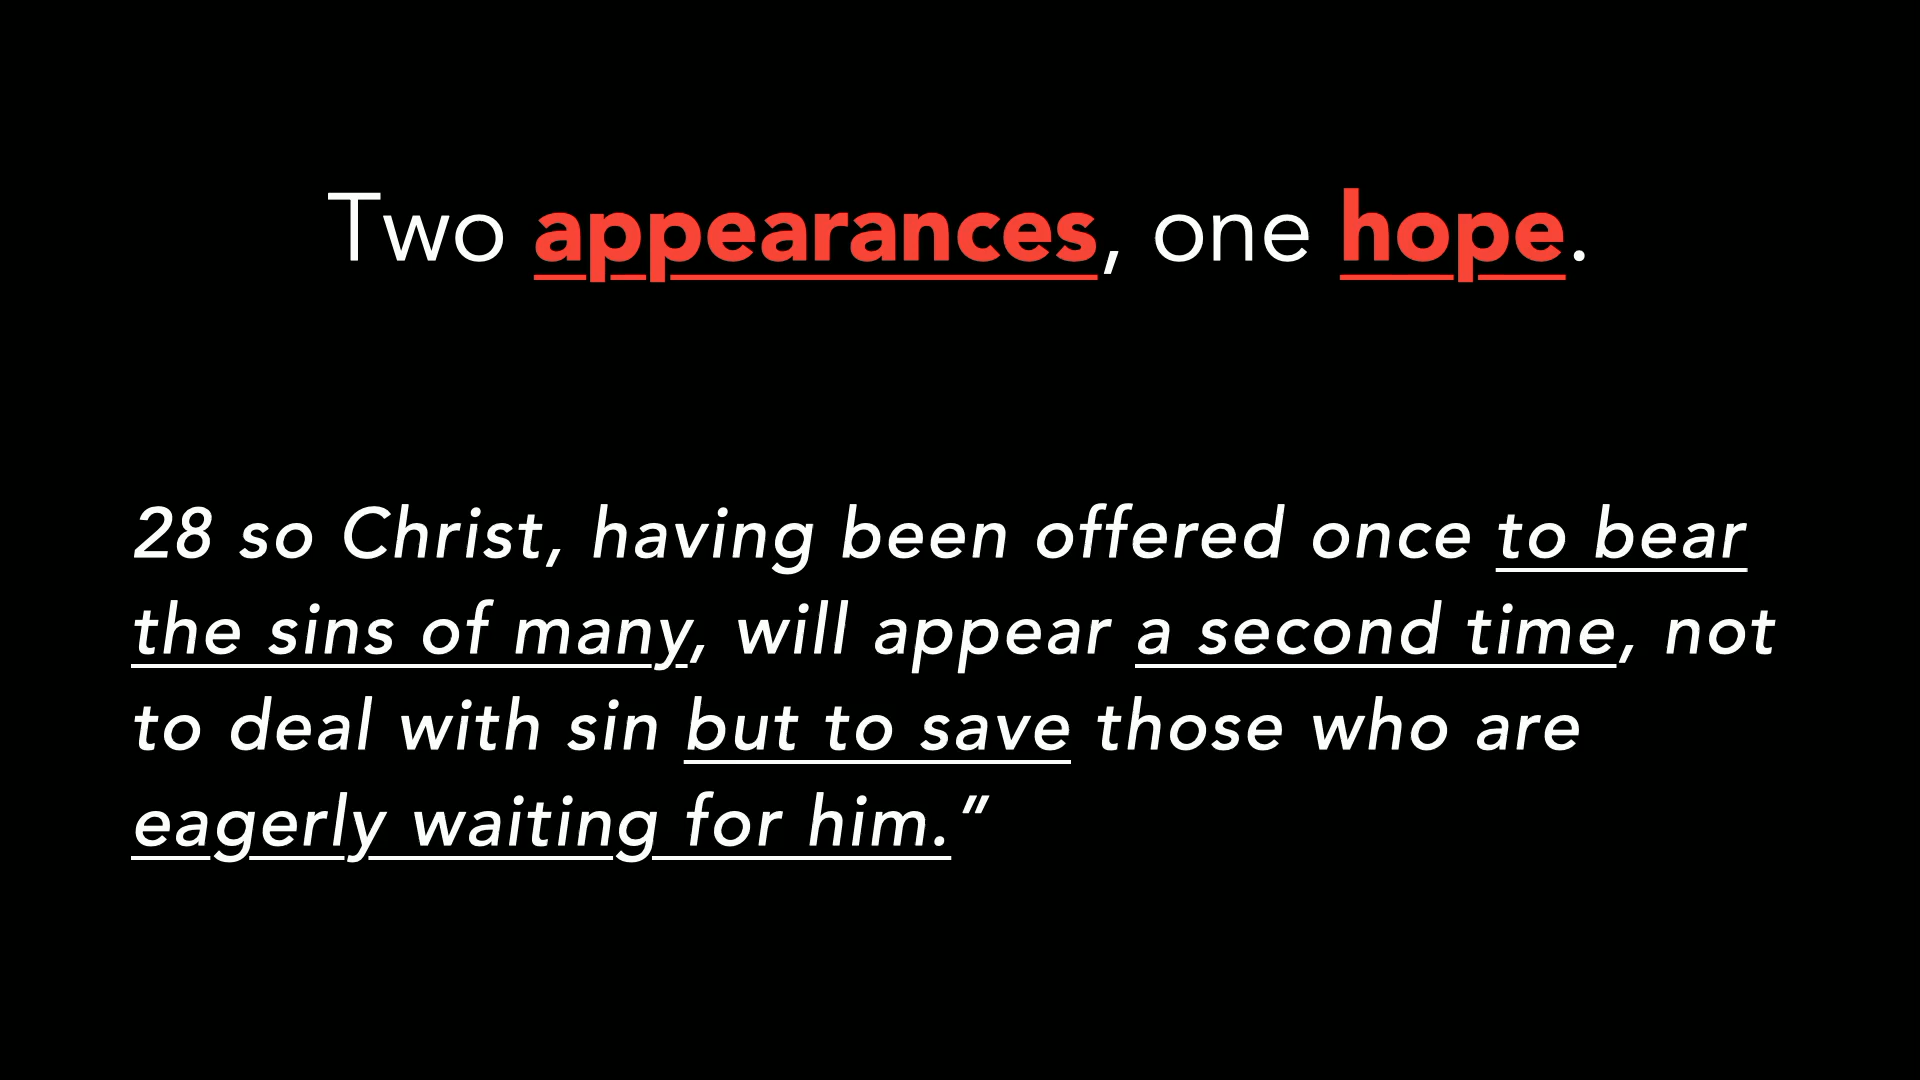 Two appearances, one hope.
28 so Christ, having been offered once to bear
the sins of many, will appear a second time, not
to deal with sin but to save those who are
eagerly waiting for him.”